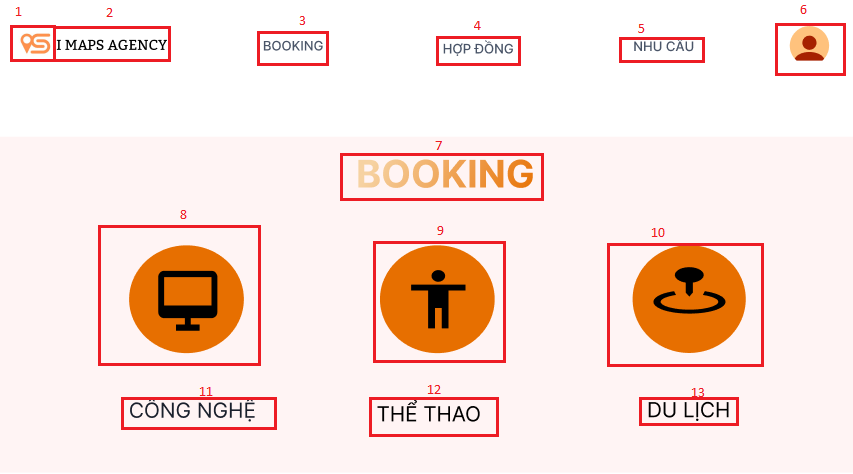 1
2
3
4
5
6
I MAPS AGENCY
BOOKING
HỢP ĐỒNG
NHU CẦU
7
BOOKING
8
9
10
11
12
13
CÔNG NGHỆ
THỂ THAO
DU LỊCH